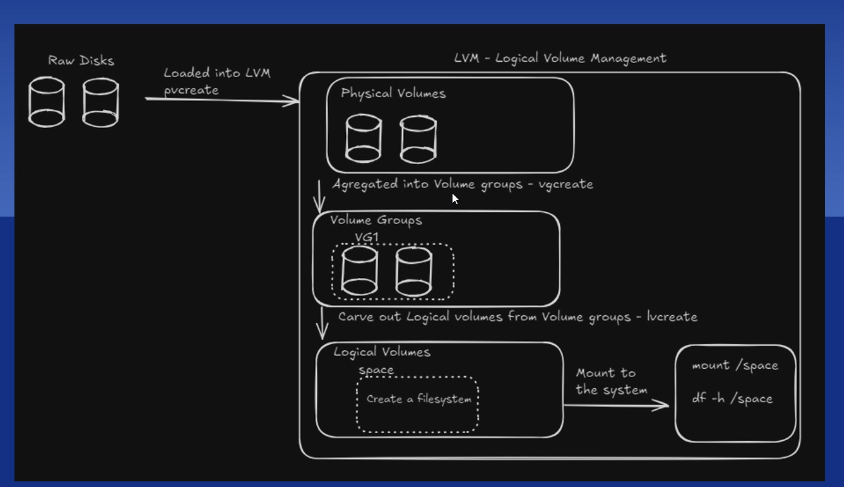 Raw Disks
Loaded into LVM
pvcreate
LVM - Logical Volume Management
Physical Volumes
Agregated into Volume groups - vgcreate
Volume Groups
VG1
Carve out Logical volumes from Volume groups - lvcreate
Logical Volumes
space
Create a filesystem
Mount to
the system
mount /space
df -h /space